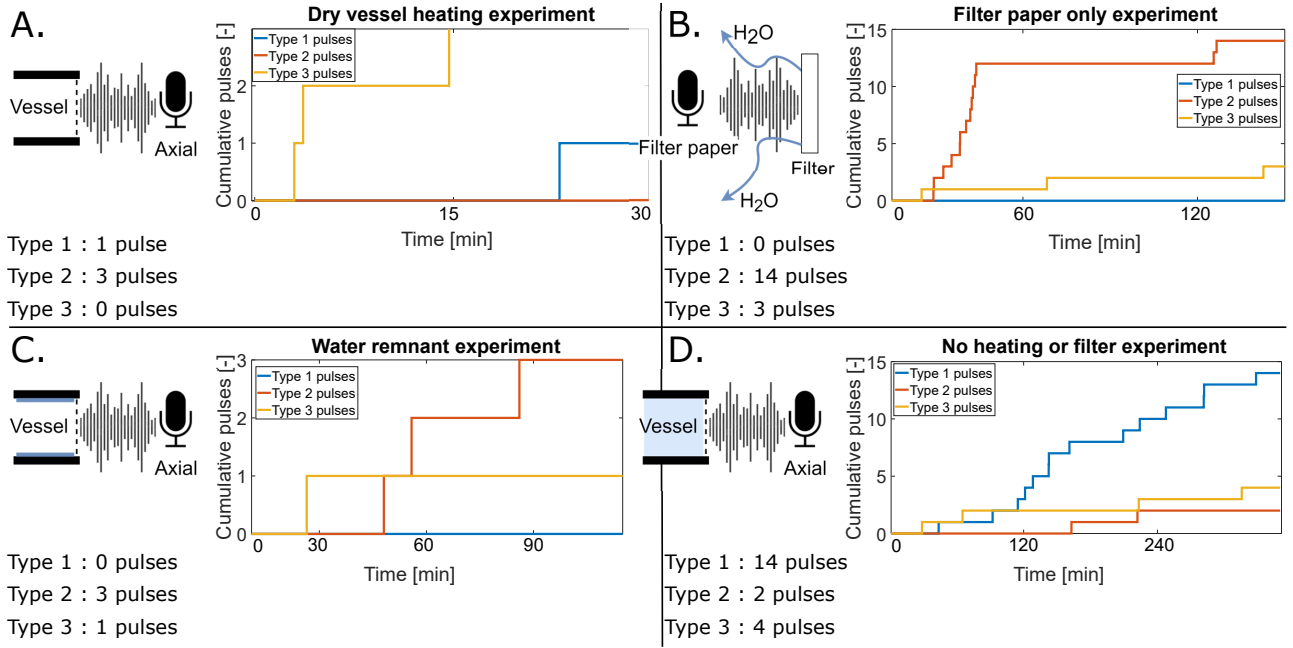 A.
Dry vessel heating experiment
Vessel
Axial
Cumulative pulses [-]
2
1
0
Type 1 pulses
Type 2 pulses
Type 3 pulses
0
15
30
Time [min]
Type 1 : 1 pulse
Type 2 : 3 pulses
Type 3 : 0 pulses
B.
Filter paper only experiment
H2O
H2O
Filter paper
Filter
Cumulative pulses [-]
15
10
5
0
Type 1 pulses
Type 2 pulses
Type 3 pulses
0
60
120
Time [min]
Type 1 : 0 pulses
Type 2 : 14 pulses
Type 3 : 3 pulses
C.
Water remnant experiment
Vessel
Axial
Cumulative pulses [-]
3
2
1
0
Type 1 pulses
Type 2 pulses
Type 3 pulses
0
30
60
90
Time [min]
Type 1 : 0 pulses
Type 2 : 3 pulses
Type 3 : 1 pulses
D.
No heating or filter experiment
Vessel
Axial
Cumulative pulses [-]
15
10
5
0
Type 1 pulses
Type 2 pulses
Type 3 pulses
0
120
240
Time [min]
Type 1 : 14 pulses
Type 2 : 2 pulses
Type 3 : 4 pulses